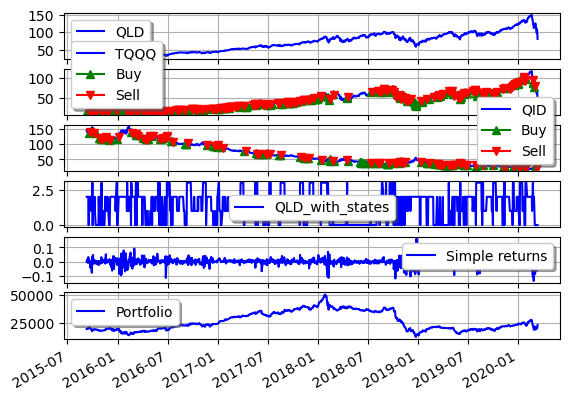 150
100
50
QLD
TQQQ
Buy
Sell
100
50
QID
Buy
Sell
150
100
50
2.5
0.0
QLD_with_states
0.1
0.0
−0.1
Simple returns
50000
25000
Portfolio
2015-07
2016-01
2016-07
2017-01
2017-07
2018-01
2018-07
2019-01
2019-07
2020-01